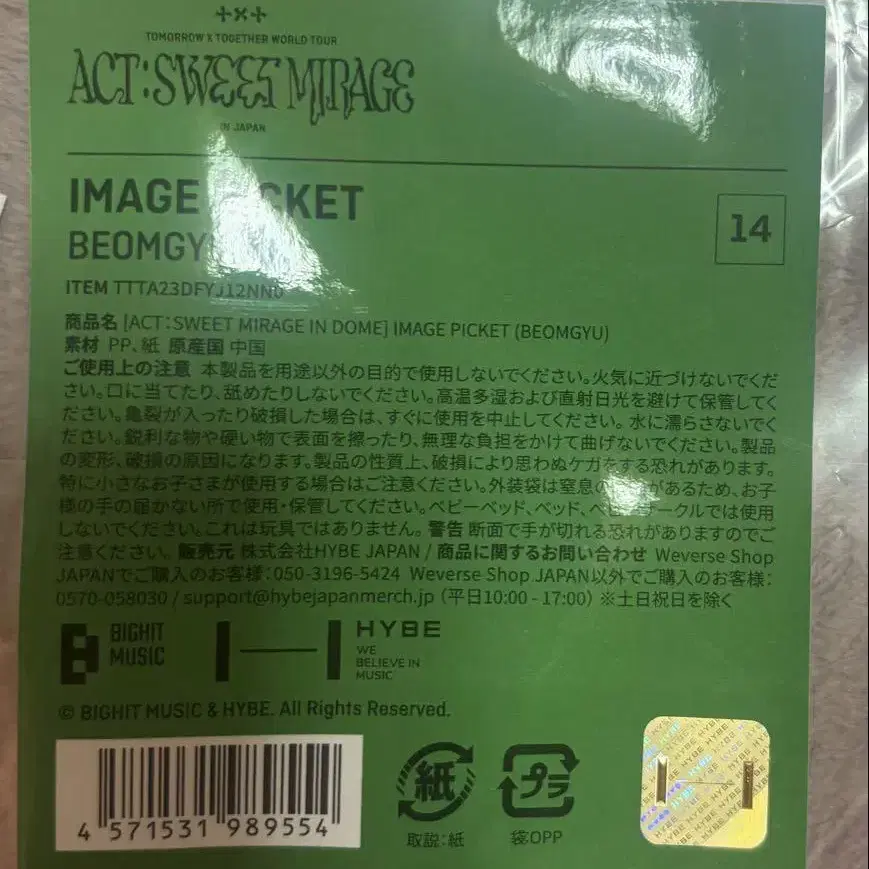 TOMORROW X TOGETHER WORLD TOUR
ACT:SWEET MIRAGE
IN JAPAN
IMAGE PICKET
14
ITEM TTTA23DFYJ12NN0
商品名 [ACT:SWEET MIRAGE IN DOME] IMAGE PICKET (BEOMGYU)
素材 PP、紙 原産国 中国
ご使用上の注意 本製品を用途以外の目的で使用しないでください。火気に近づけないでくだ
さい。口に当てたり、舐めたりしないでください。高温多湿および直射日光を避けて保管してく
ださい。亀裂が入ったり破損した場合は、すぐに使用を中止してください。水に濡らさないでく
ださい。鋭利な物や硬い物で表面を擦ったり、無理な負担をかけて曲げないでください。製品
の変形、破損の原因になります。製品の性質上、破損により思わぬケガをする恐れがあります。
特に小さなお子さまが使用する場合はご注意ください。外装袋は窒息の があるため、お子
様の手の届かない所で使用・保管してください。ベビーベッド、ベッド、 サークルでは使用
しないでください。これは玩具ではありません。警告 断面で手が切れる恐れがありますのでご
注意ください。販売元 株式会社HYBE JAPAN / 商品に関するお問い合わせ Weverse Shop
JAPANでご購入のお客様：050-3196-5424 Weverse Shop JAPAN以外でご購入のお客様：
0570-058030 / support@hybejapanmerch.jp (平日10:00 - 17:00) ※土日祝日を除く
BIGHIT
MUSIC
HYBE
WE
BELIEVE IN
MUSIC
© BIGHIT MUSIC & HYBE. All Rights Reserved.
4 571531 989554
紙
プラ
取説：紙
袋OPP
HYBE